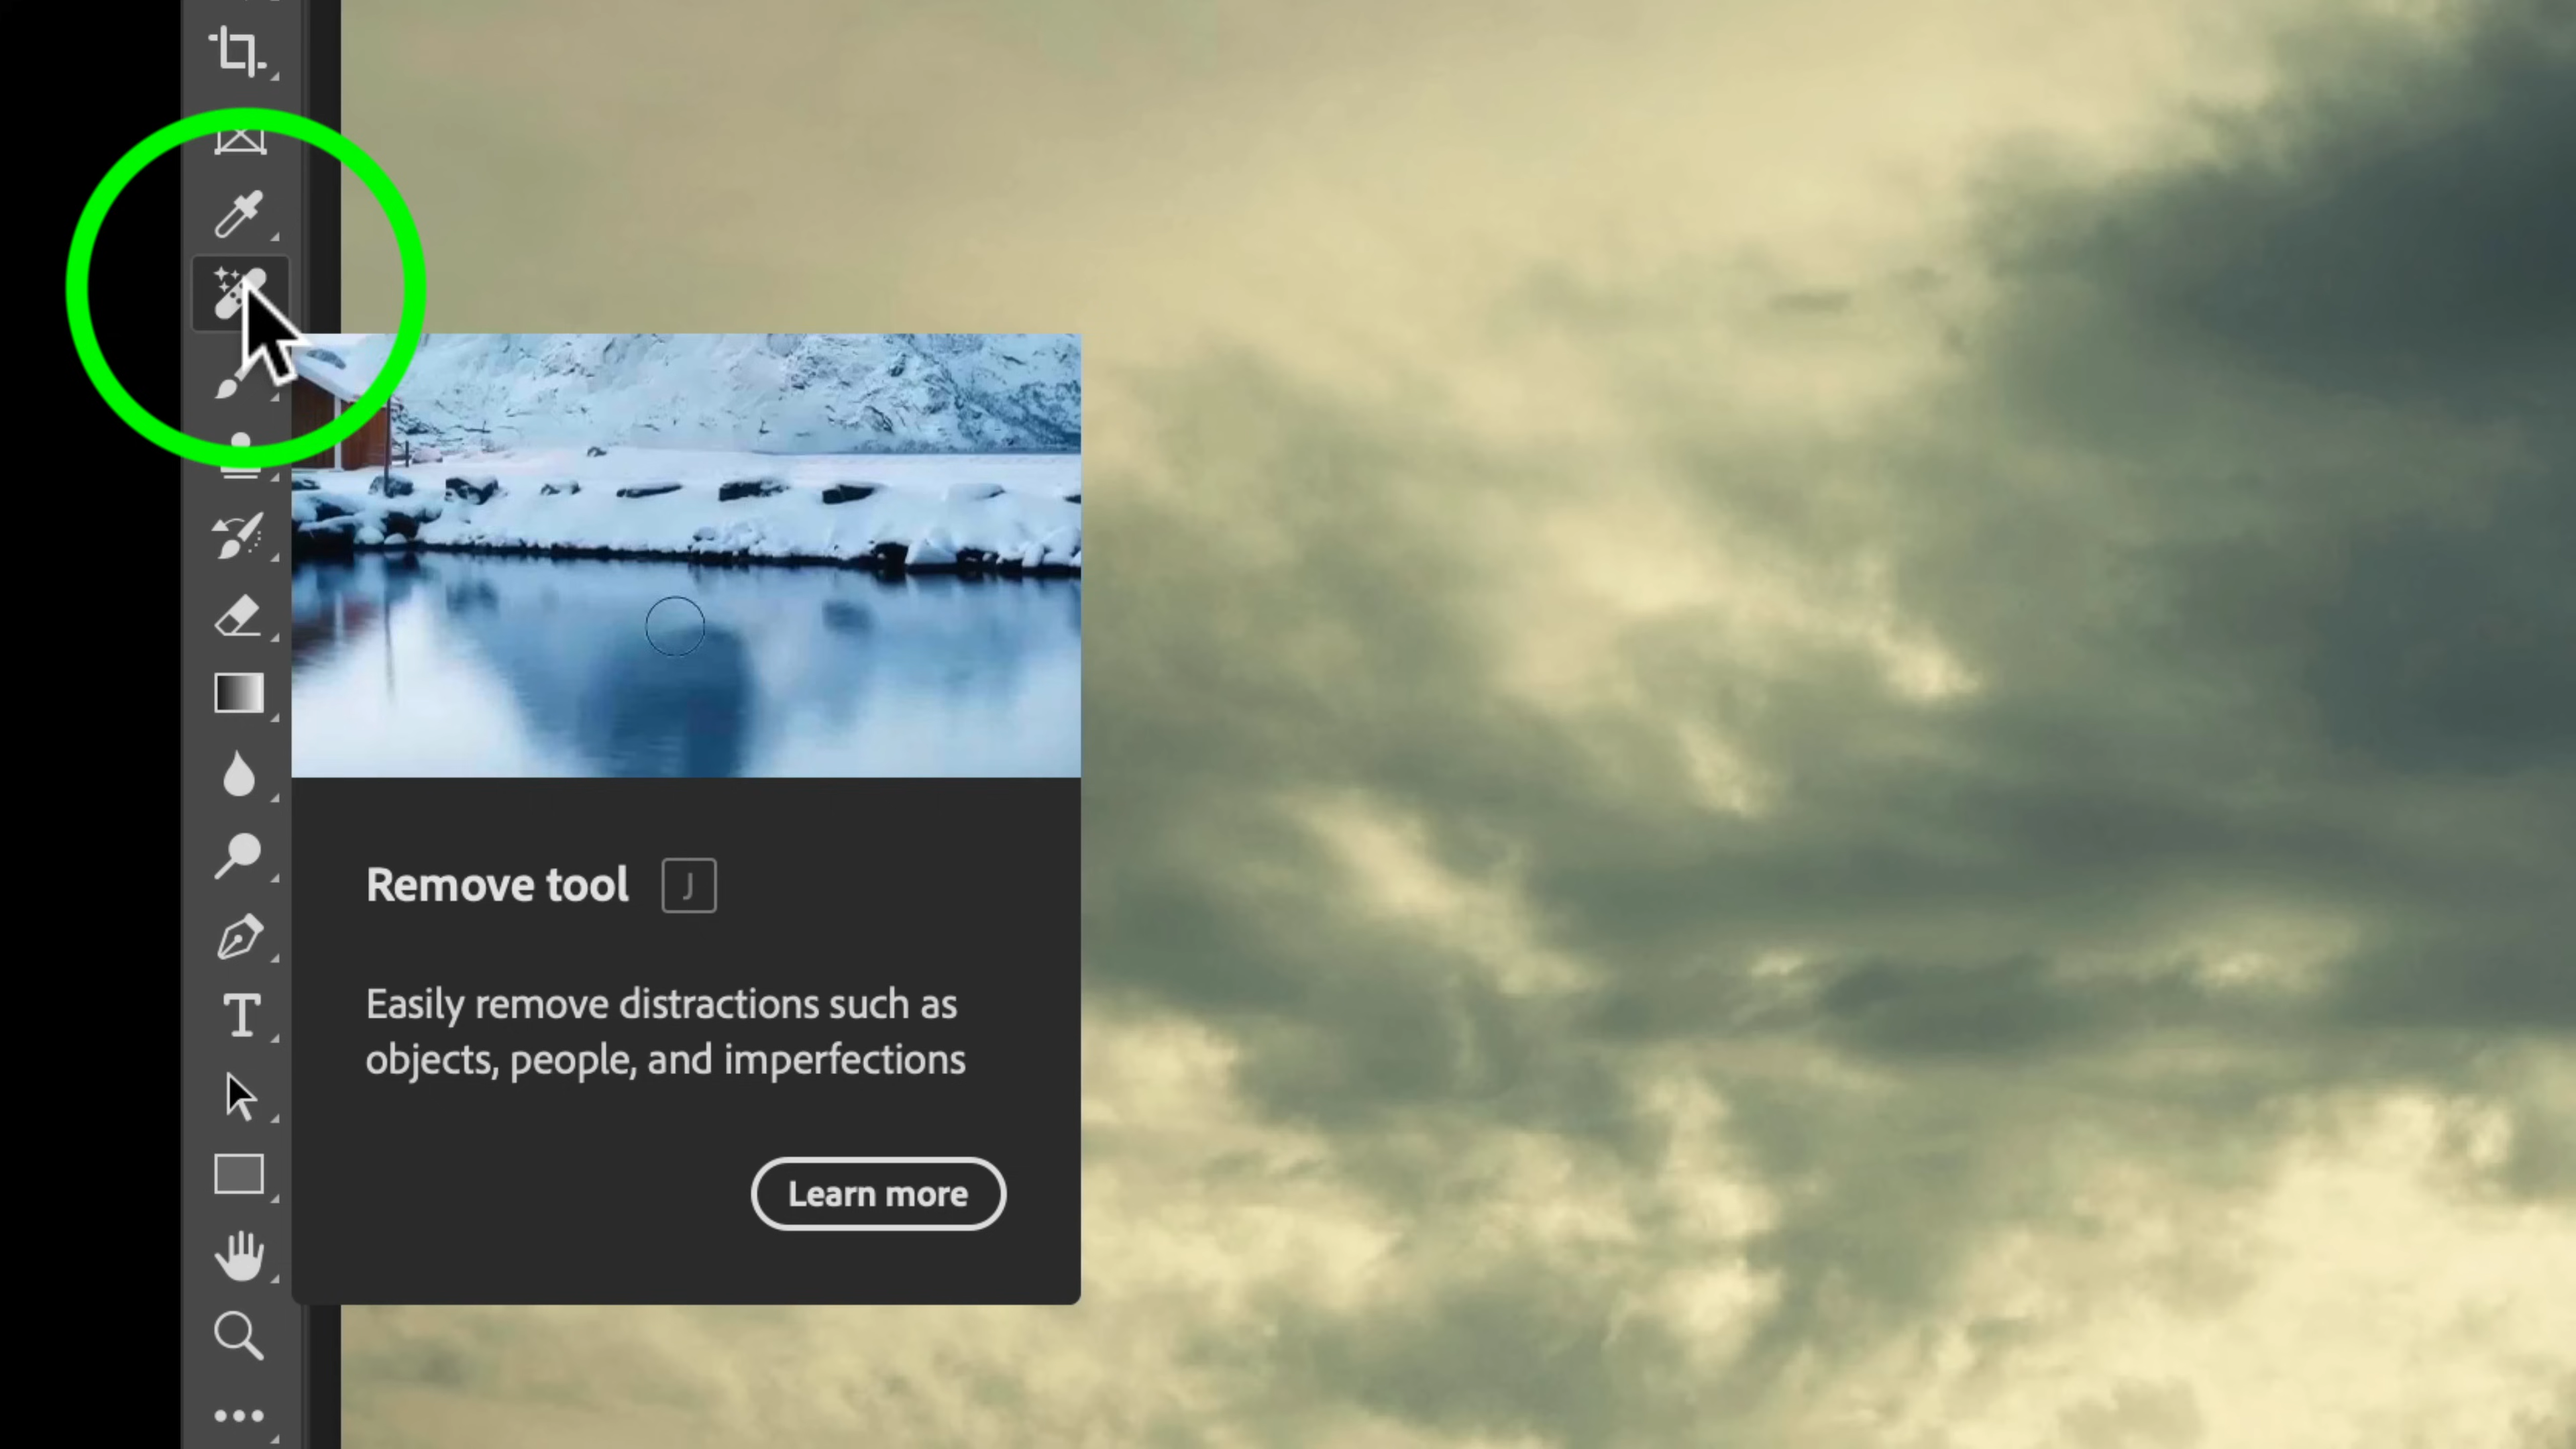 Remove tool J
Easily remove distractions such as
objects, people, and imperfections
Learn more